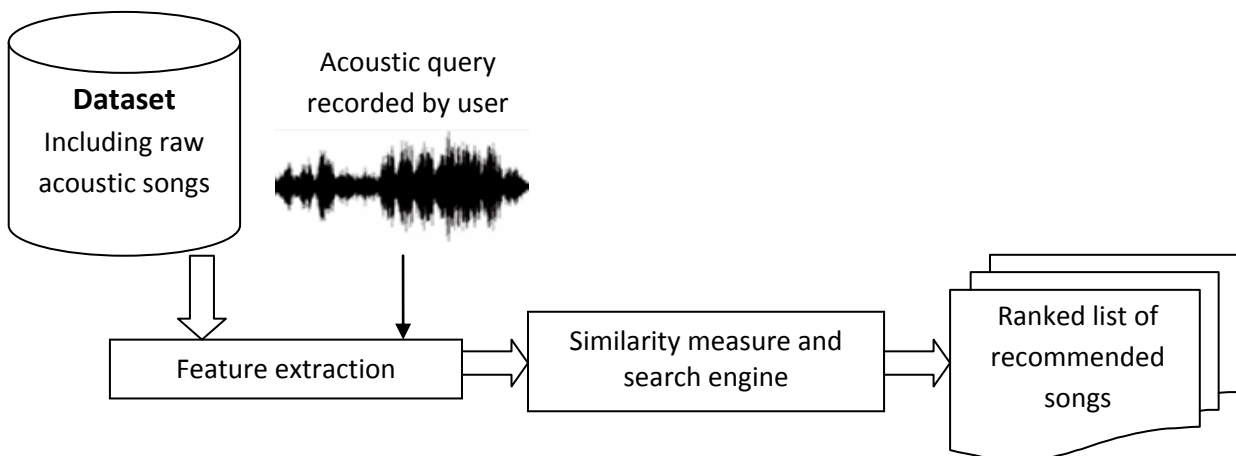 Dataset
Including raw
acoustic songs
Acoustic query
recorded by user
Feature extraction
Similarity measure and
search engine
Ranked list of
recommended
songs